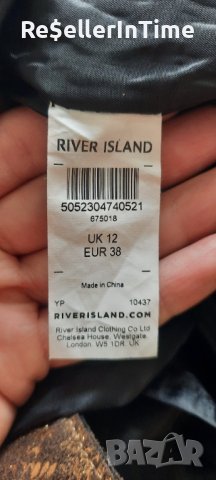 Re$ellerInTrade
RIVER ISLAND
5052304740521
675018
UK 12
EUR 38
Made in China
YP 10437
RIVERISLAND.COM
River Island Clothing Co Ltd
Chelsea House, Westgate,
London. W5 1DR. UK
bazar